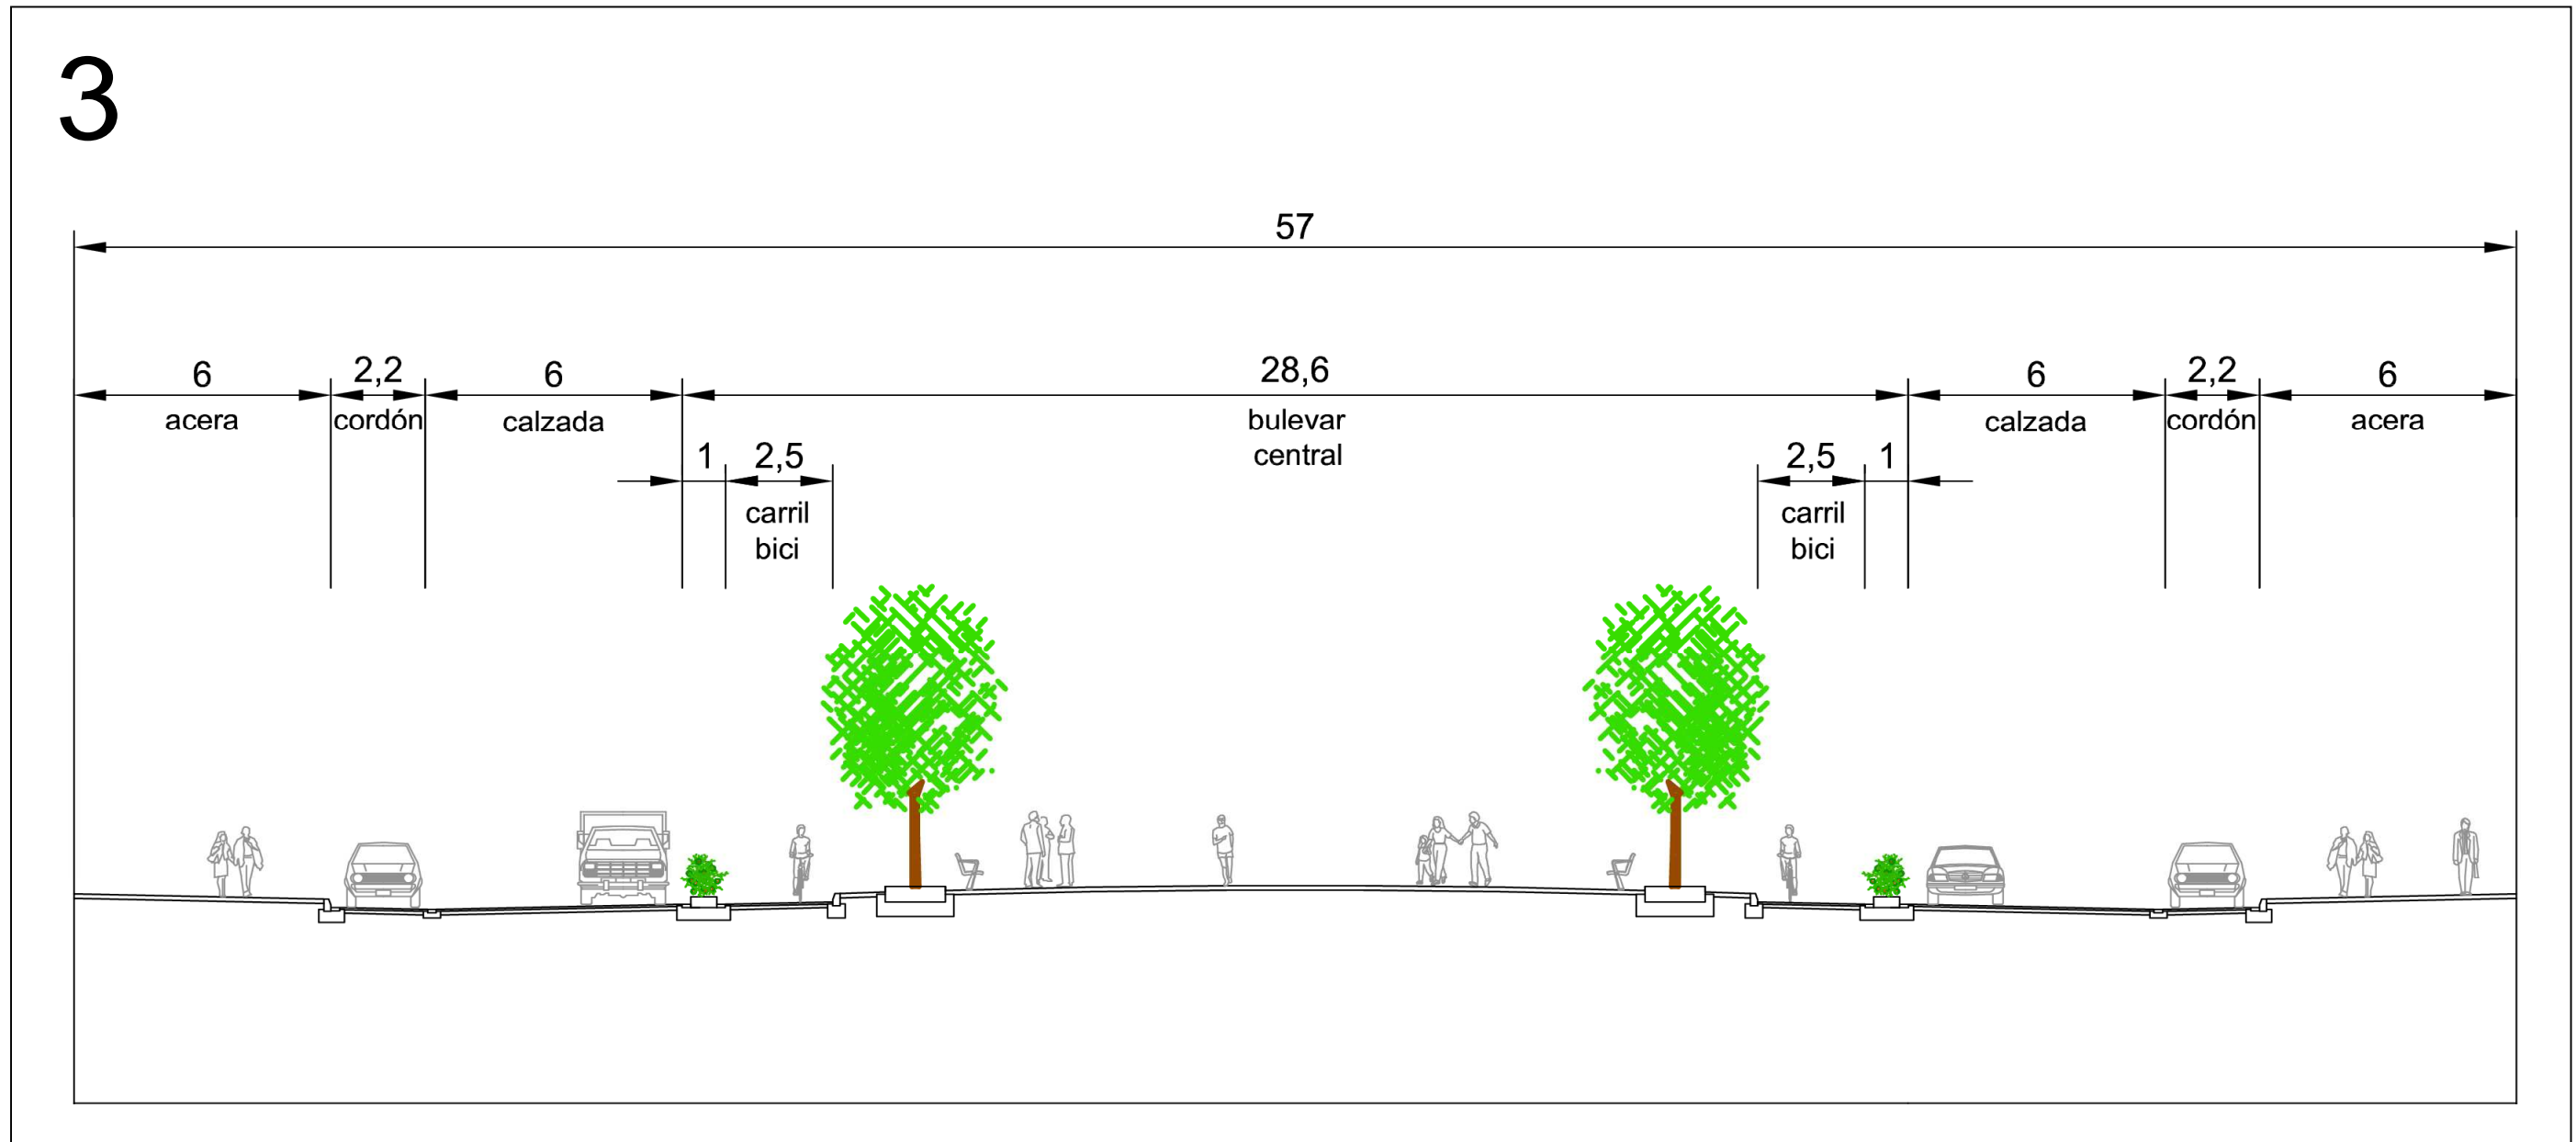 3
57
6 2,2 6 28,6 6 2,2 6
acera cordón calzada bulevar calzada cordón acera
central
1 2,5 2,5 1
carril carril
bici bici